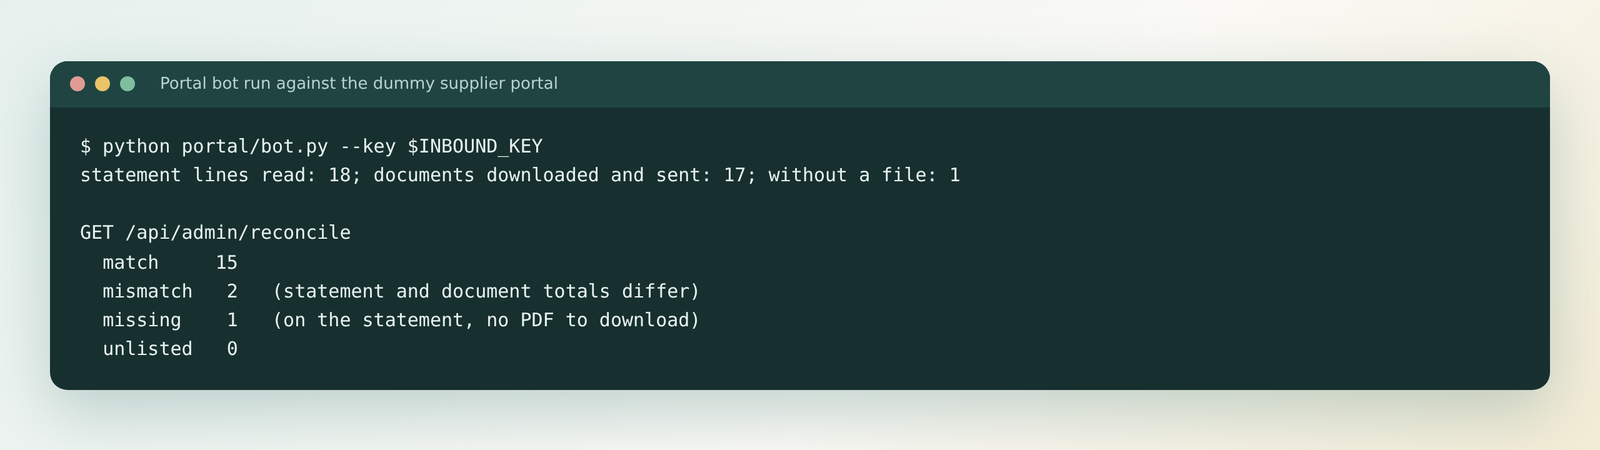 Portal bot run against the dummy supplier portal
$ python portal/bot.py --key $INBOUND_KEY
statement lines read: 18; documents downloaded and sent: 17; without a file: 1
GET /api/admin/reconcile
match 15
mismatch 2 (statement and document totals differ)
missing 1 (on the statement, no PDF to download)
unlisted 0